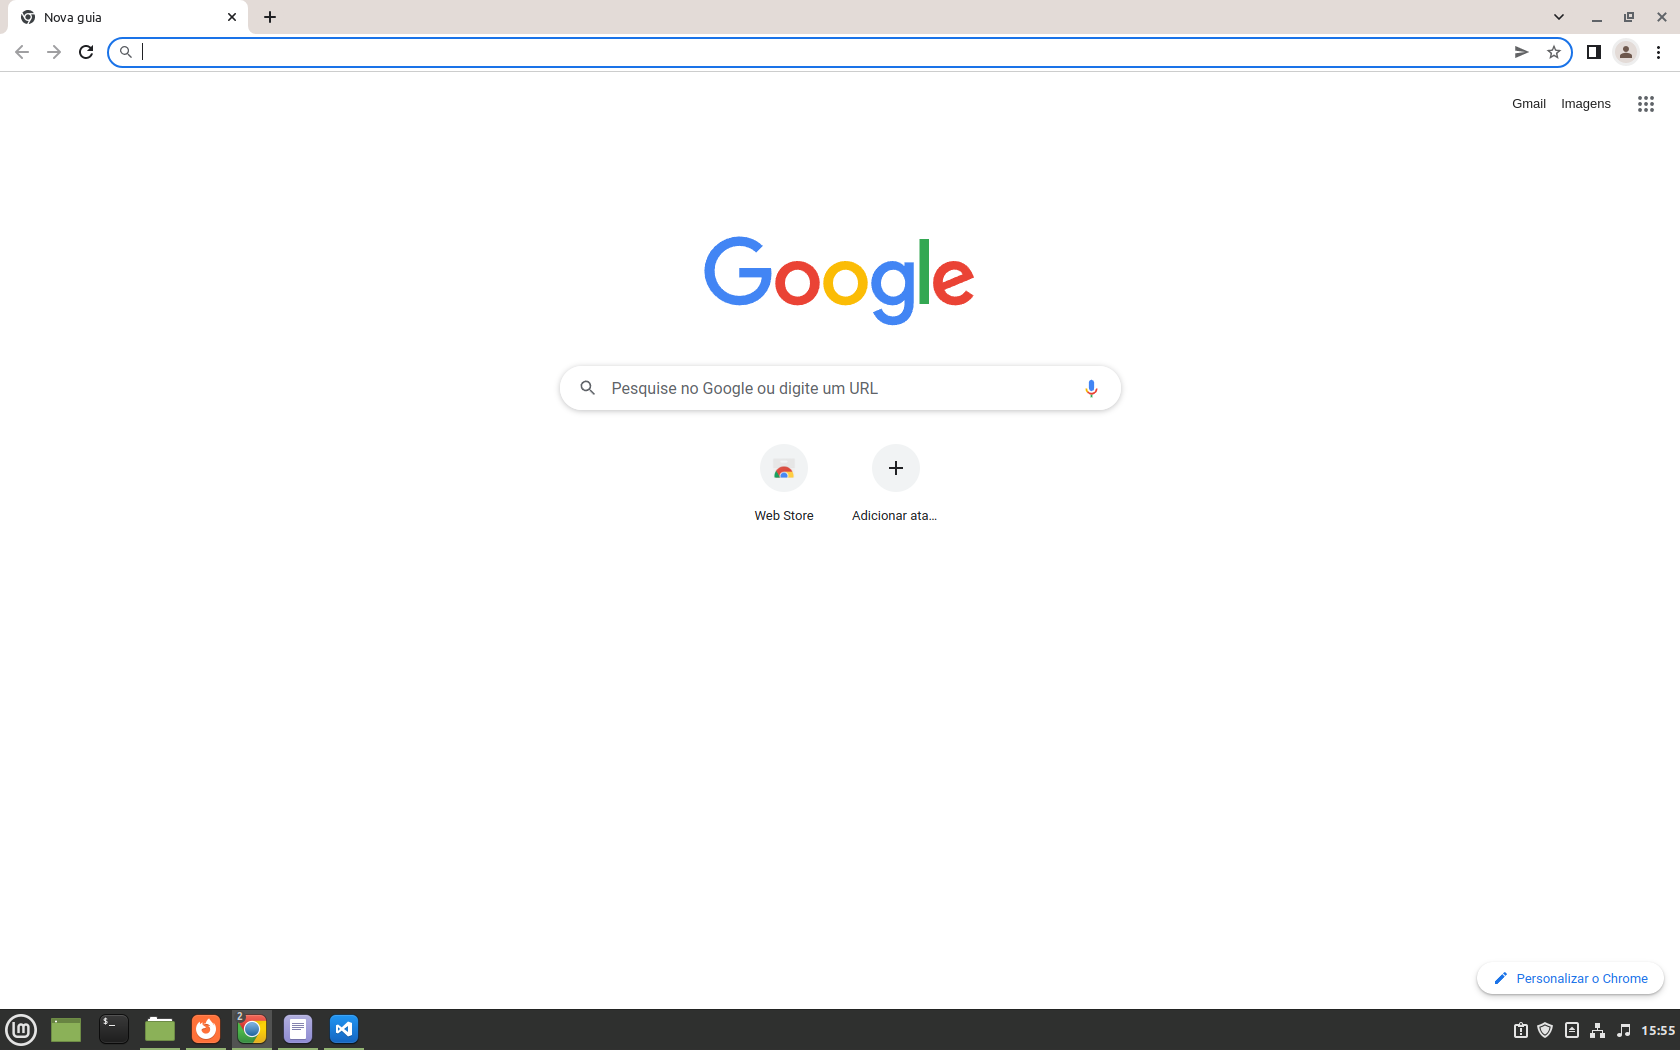 Nova guia
Gmail Imagens
Google
Pesquise no Google ou digite um URL
Web Store Adicionar ata...
Personalizar o Chrome
$_
2
15:55